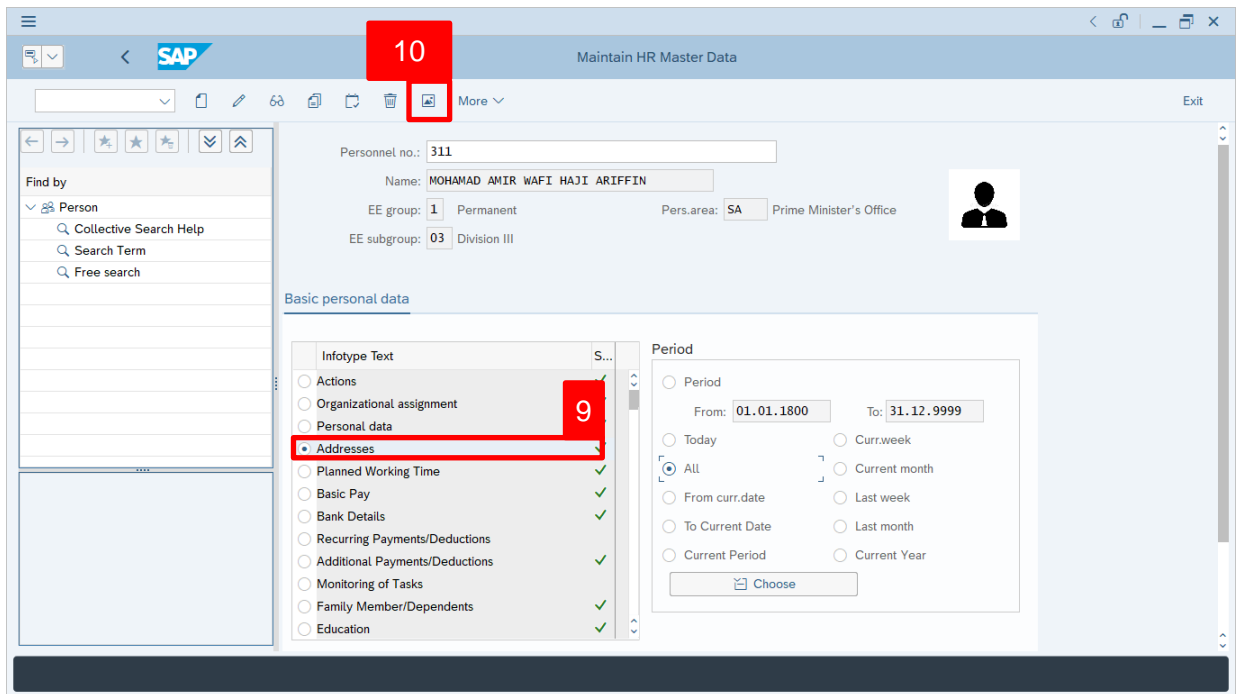 SAP
10
Maintain HR Master Data
More
Exit
Personnel no.: 311
Find by
Name: MOHAMAD AMIR WAFI HAJI ARIFFIN
Person
EE group: 1 Permanent
Pers.area: SA Prime Minister's Office
Collective Search Help
EE subgroup: 03 Division III
Search Term
Free search
Basic personal data
Infotype Text
S...
Period
Actions
Period
Organizational assignment
9
From: 01.01.1800
To: 31.12.9999
Personal data
Today
Curr.week
Addresses
All
Current month
Planned Working Time
Basic Pay
From curr.date
Last week
Bank Details
To Current Date
Last month
Recurring Payments/Deductions
Additional Payments/Deductions
Current Period
Current Year
Monitoring of Tasks
Choose
Family Member/Dependents
Education